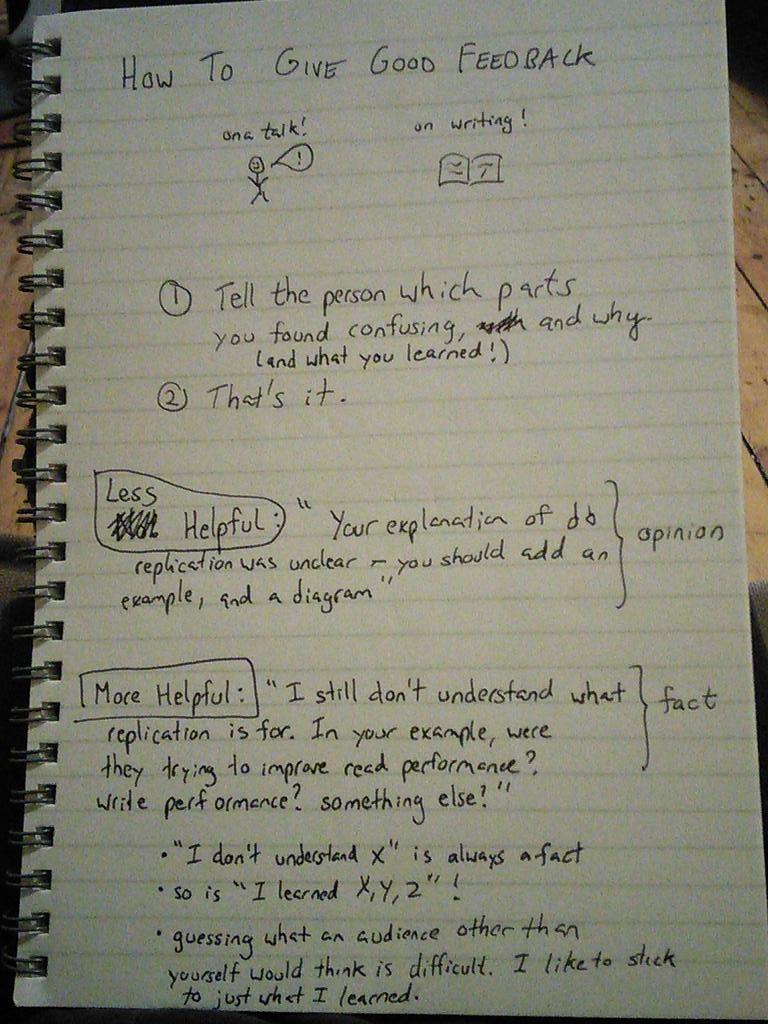 HOW TO GIVE GOOD FEEDBACK
on a talk! on writing!
!
① Tell the person which parts
you found confusing, and why.
(and what you learned!)
② That's it.
Less
Helpful: " Your explanation of db
replication was unclear - you should add an
example, and a diagram"
opinion
More Helpful: "I still don't understand what
replication is for. In your example, were
they trying to improve read performance?
write performance? something else?"
fact
• "I don't understand X" is always a fact
• so is "I learned X, Y, Z" !
• guessing what an audience other than
yourself would think is difficult. I like to stick
to just what I learned.